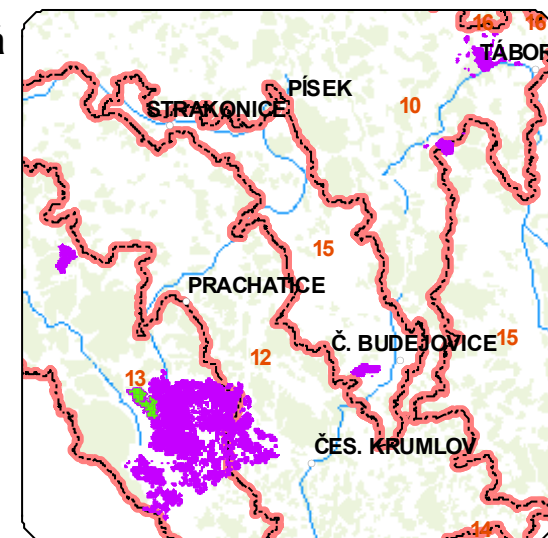 16 16
TÁBOR
á
PÍSEK
STRAKONICE
10
15
PRACHATICE
Č. BUDĚJOVICE
15
12
13
ČES. KRUMLOV
14